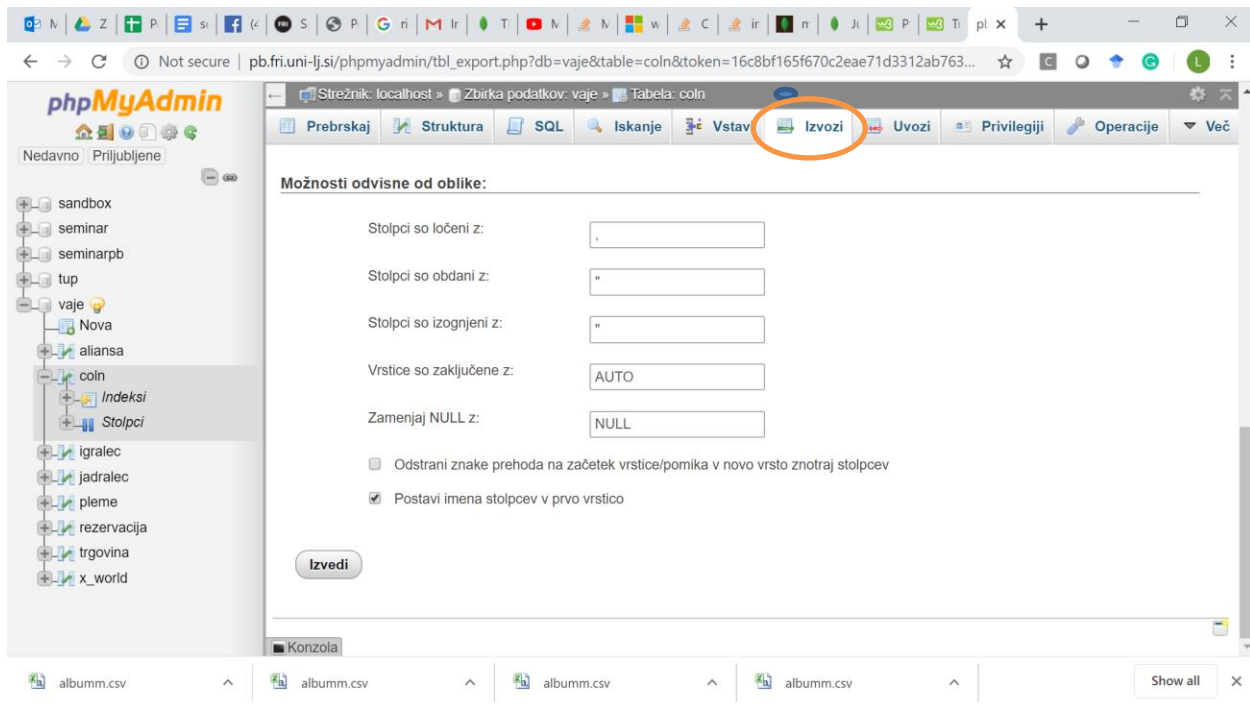 Not secure | pb.fri.uni-lj.si/phpmyadmin/tbl_export.php?db=vaje&table=coln&token=16c8bf165f670c2eae71d3312ab763...
phpMyAdmin
Nedavno Priljubljene
sandbox
seminar
seminarpb
tup
vaje
Nova
aliansa
coln
Indeksi
Stolpci
igralec
jadralec
pleme
rezervacija
trgovina
x_world
Strežnik: localhost » Zbirka podatkov: vaje » Tabela: coln
Prebrskaj Struktura SQL Iskanje Vstav Izvozi Uvozi Privilegiji Operacije Več
Možnosti odvisne od oblike:
Stolpci so ločeni z: ,
Stolpci so obdani z: "
Stolpci so izognjeni z: "
Vrstice so zaključene z: AUTO
Zamenjaj NULL z: NULL
Odstrani znake prehoda na začetek vrstice/pomika v novo vrsto znotraj stolpcev
Postavi imena stolpcev v prvo vrstico
Izvedi
Konzola
albumm.csv albumm.csv albumm.csv albumm.csv Show all